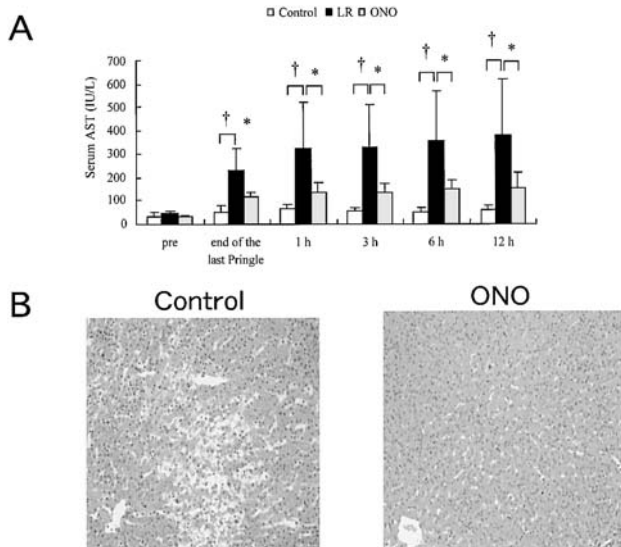 Control LR ONO
A
Serum AST (IU/L)
700
600
500
400
300
200
100
0
† *
† *
† *
† *
† *
pre
end of the last Pringle
1 h
3 h
6 h
12 h
B
Control
ONO